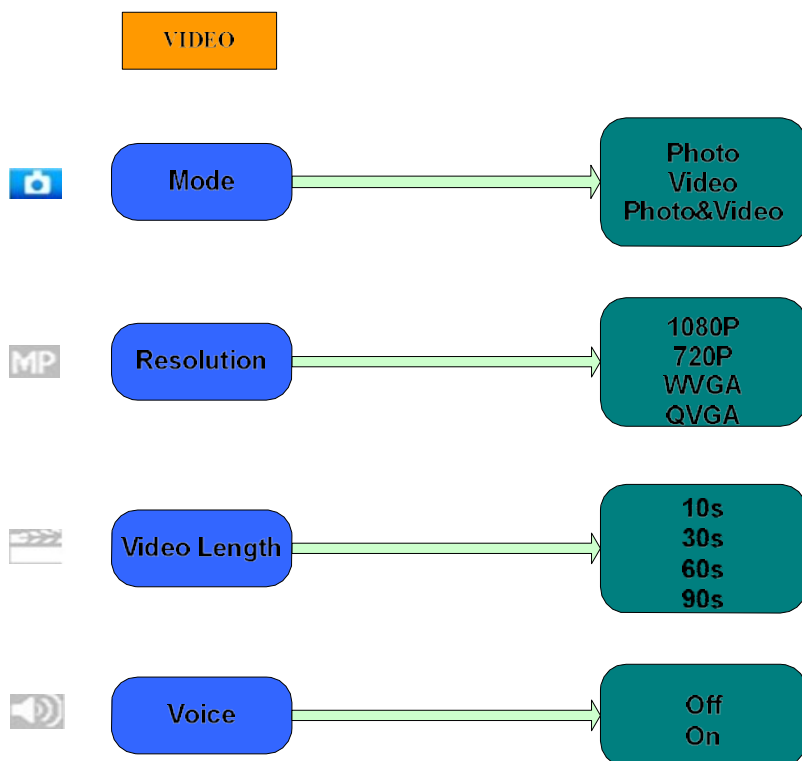 VIDEO
Mode
Photo
Video
Photo&Video
MP
Resolution
1080P
720P
WVGA
QVGA
Video Length
10s
30s
60s
90s
Voice
Off
On